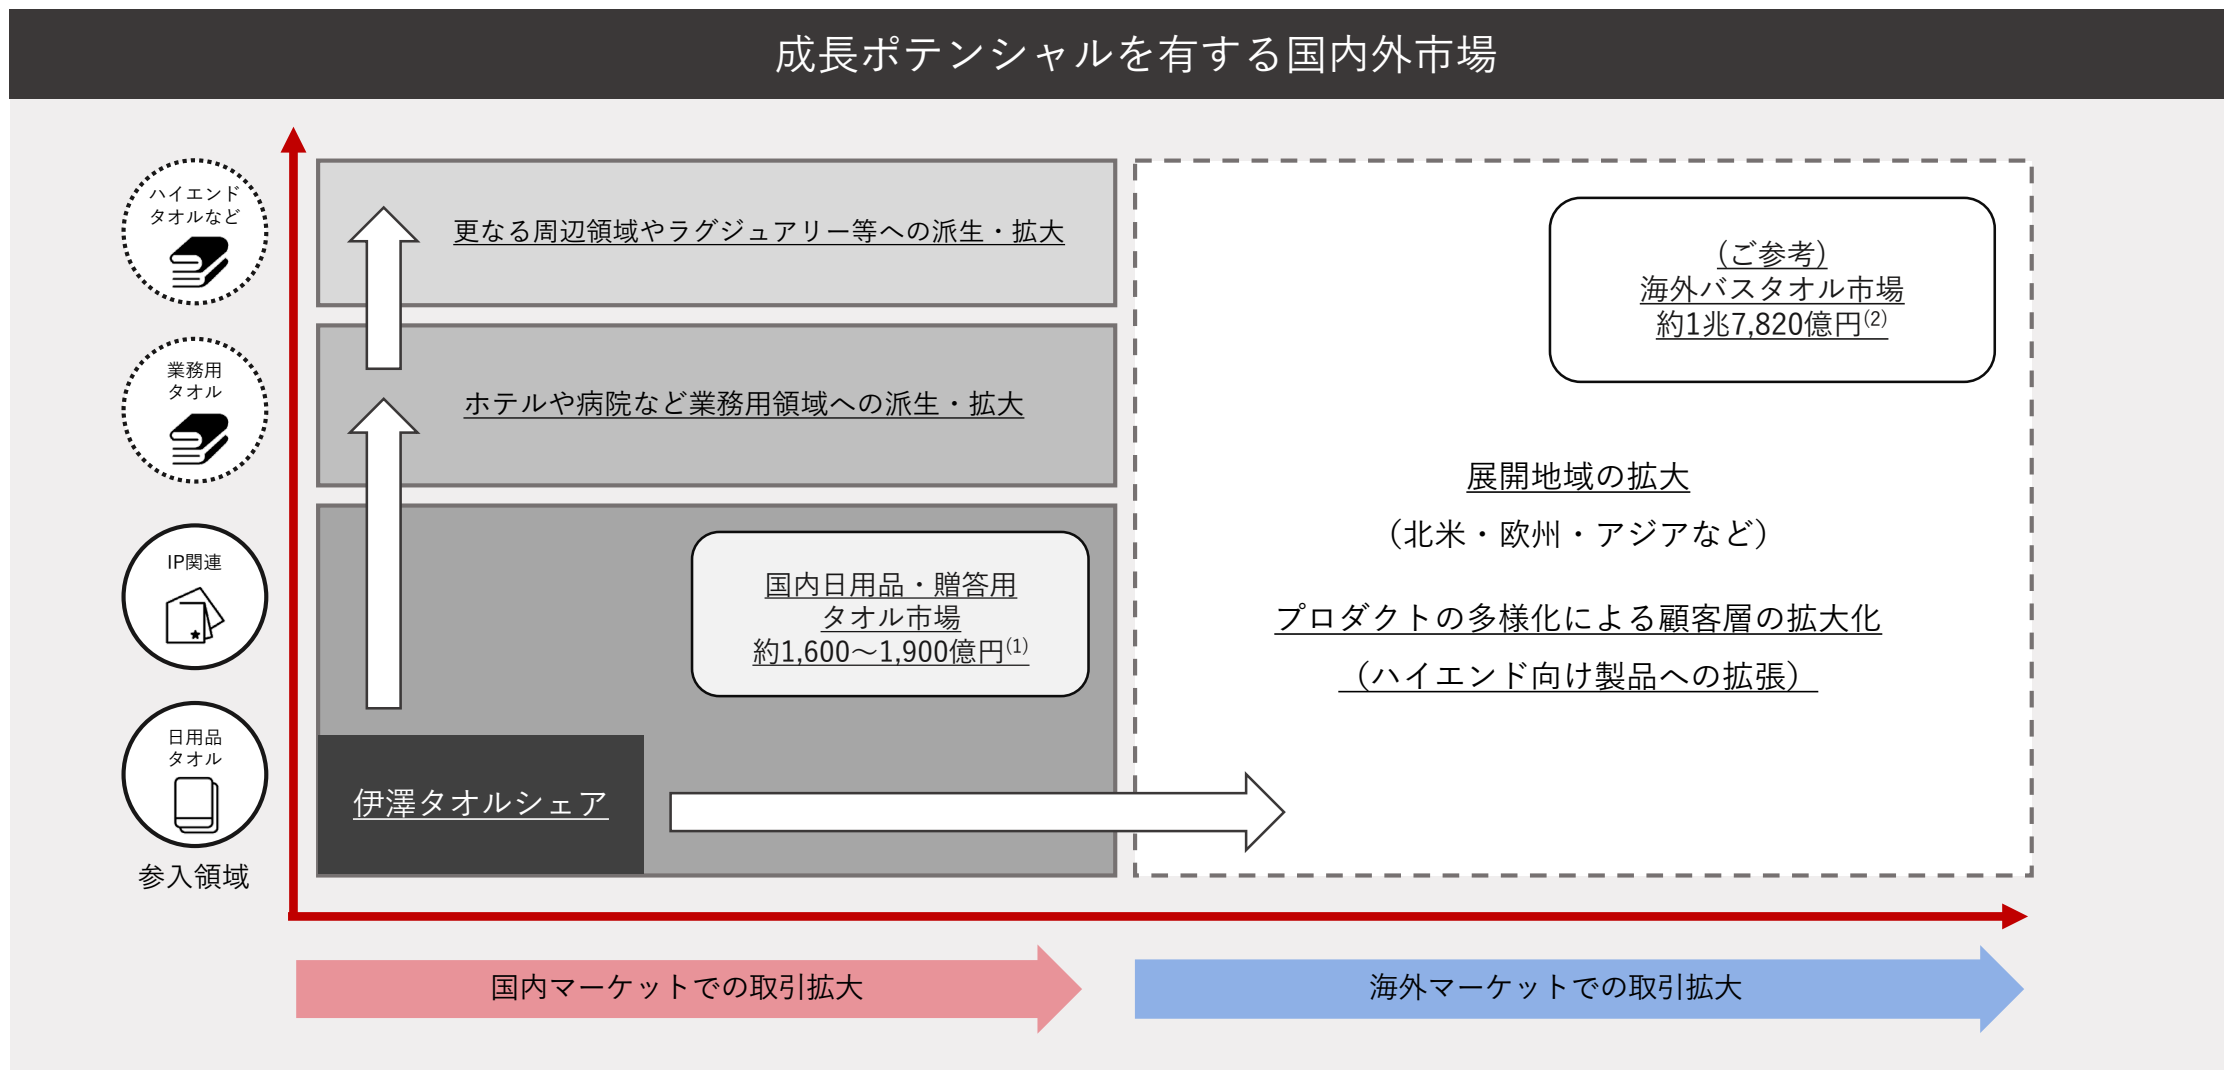 成長ポテンシャルを有する国内外市場
ハイエンド
タオルなど
更なる周辺領域やラグジュアリー等への派生・拡大
業務用
タオル
ホテルや病院など業務用領域への派生・拡大
IP関連
国内日用品・贈答用
タオル市場
約1,600～1,900億円(1)
日用品
タオル
伊澤タオルシェア
参入領域
(ご参考)
海外バスタオル市場
約1兆7,820億円(2)
展開地域の拡大
（北米・欧州・アジアなど）
プロダクトの多様化による顧客層の拡大化
（ハイエンド向け製品への拡張）
国内マーケットでの取引拡大
海外マーケットでの取引拡大